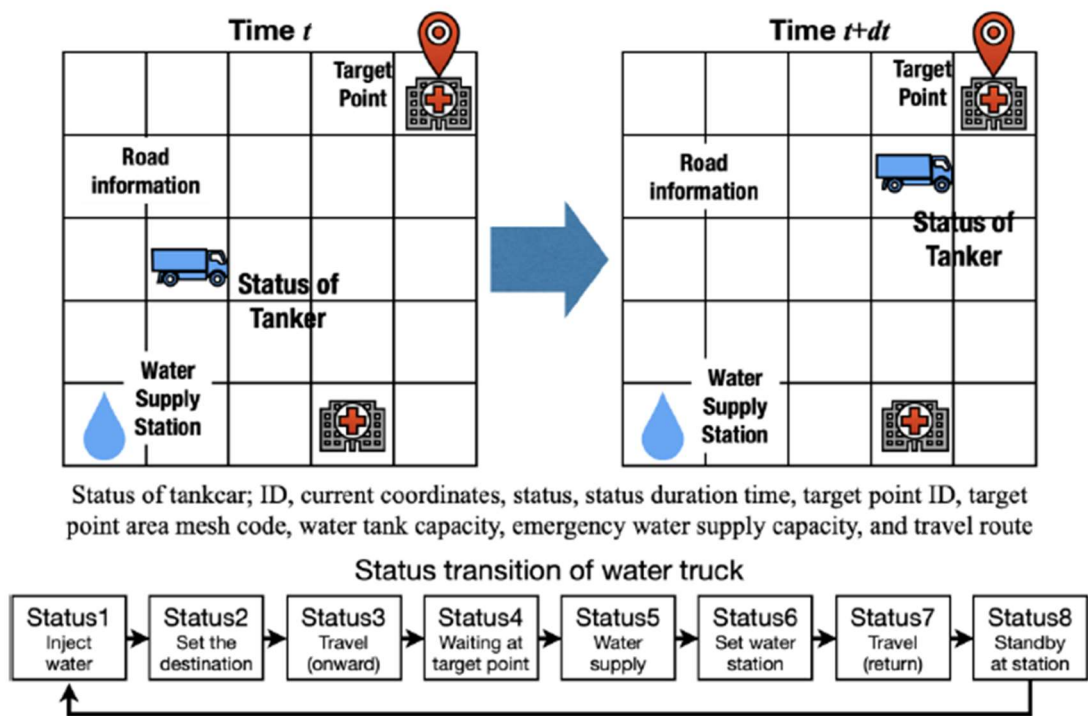 Time t
Target
Point
Road
information
Status of
Tanker
Water
Supply
Station
Time t+dt
Target
Point
Road
information
Status of
Tanker
Water
Supply
Station
Status of tankcar; ID, current coordinates, status, status duration time, target point ID, target
point area mesh code, water tank capacity, emergency water supply capacity, and travel route
Status transition of water truck
Status1
Inject
water
Status2
Set the
destination
Status3
Travel
(onward)
Status4
Waiting at
target point
Status5
Water
supply
Status6
Set water
station
Status7
Travel
(return)
Status8
Standby
at station